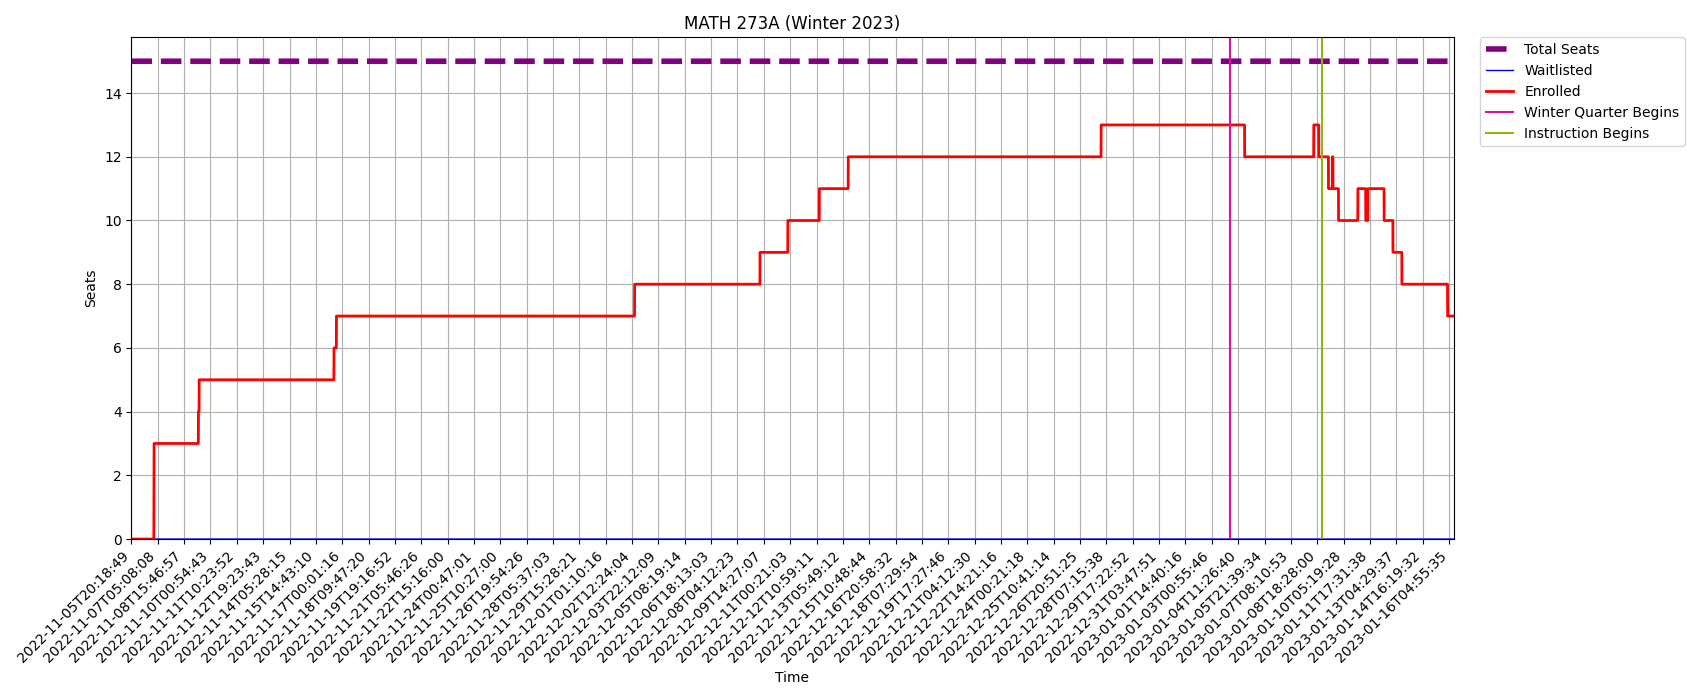 MATH 273A (Winter 2023)
Total Seats
Waitlisted
Enrolled
Winter Quarter Begins
Instruction Begins
Seats
14
12
10
8
6
4
2
0
2022-11-05T20:18:49
2022-11-07T05:08:08
2022-11-08T15:46:57
2022-11-10T00:54:43
2022-11-11T10:23:52
2022-11-12T19:23:43
2022-11-14T05:28:15
2022-11-15T14:43:10
2022-11-17T00:01:16
2022-11-18T09:47:20
2022-11-19T19:16:52
2022-11-21T05:46:26
2022-11-22T15:16:00
2022-11-24T00:47:01
2022-11-25T10:27:00
2022-11-26T19:54:26
2022-11-28T05:37:03
2022-11-29T15:28:21
2022-12-01T01:10:16
2022-12-02T12:24:04
2022-12-03T22:12:09
2022-12-05T08:19:14
2022-12-06T18:13:03
2022-12-08T04:12:23
2022-12-09T14:27:07
2022-12-11T00:21:03
2022-12-12T10:59:11
2022-12-13T05:49:12
2022-12-15T10:48:44
2022-12-16T20:58:32
2022-12-18T07:29:54
2022-12-19T17:27:46
2022-12-21T04:12:30
2022-12-22T14:21:16
2022-12-24T00:21:18
2022-12-25T10:41:14
2022-12-26T20:51:25
2022-12-28T07:15:38
2022-12-29T17:22:52
2022-12-31T03:47:51
2023-01-01T14:40:16
2023-01-03T00:55:46
2023-01-04T11:26:40
2023-01-05T21:39:34
2023-01-07T08:10:53
2023-01-08T18:28:00
2023-01-10T05:19:28
2023-01-11T17:31:38
2023-01-13T04:29:37
2023-01-14T16:19:32
2023-01-16T04:55:35
Time